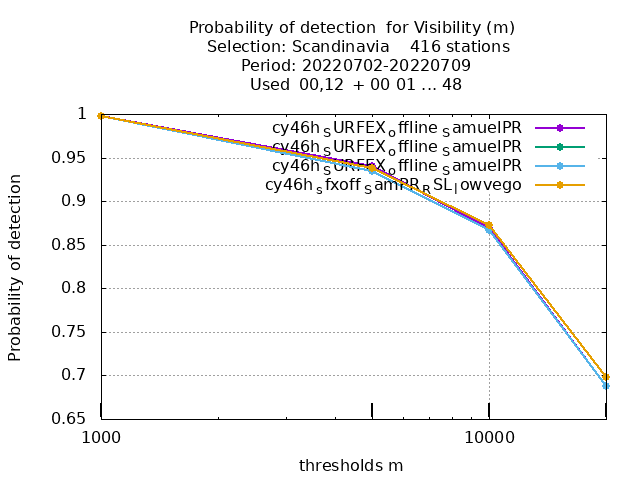 Probability of detection for Visibility (m)
Selection: Scandinavia 416 stations
Period: 20220702-20220709
Used 00,12 + 00 01 ... 48
cy46h_SURFEX_offline_SamuelPR
cy46h_SURFEX_offline_SamuelPR
cy46h_SURFEX_offline_SamuelPR
cy46h_sfxoff_SamPR_RSL_lowvego
Probability of detection
1
0.95
0.9
0.85
0.8
0.75
0.7
0.65
1000
10000
thresholds m